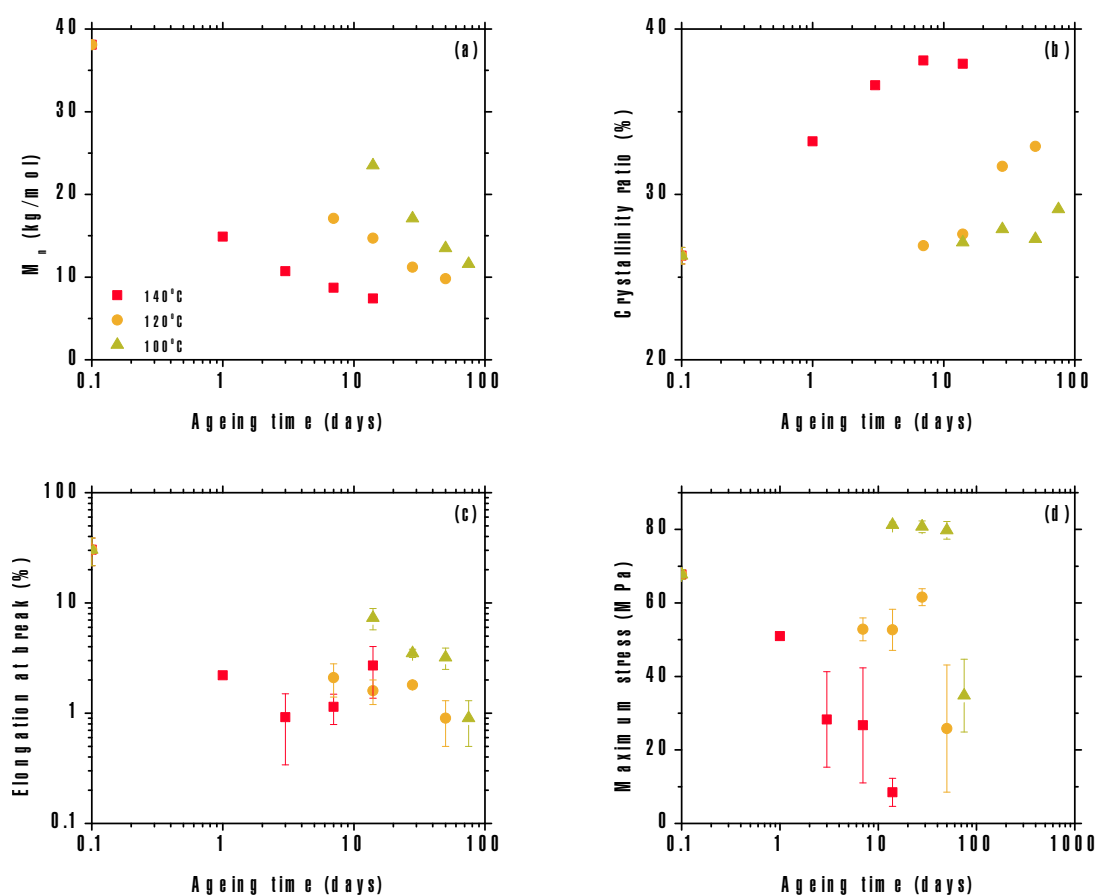 40
30
20
10
0
0.1
1
10
100
M_n (kg/mol)
Ageing time (days)
(a)
140°C
120°C
100°C
40
30
20
0.1
1
10
100
Crystallinity ratio (%)
Ageing time (days)
(b)
100
10
1
0.1
0.1
1
10
100
Elongation at break (%)
Ageing time (days)
(c)
80
60
40
20
0
0.1
1
10
100
1000
Maximum stress (MPa)
Ageing time (days)
(d)